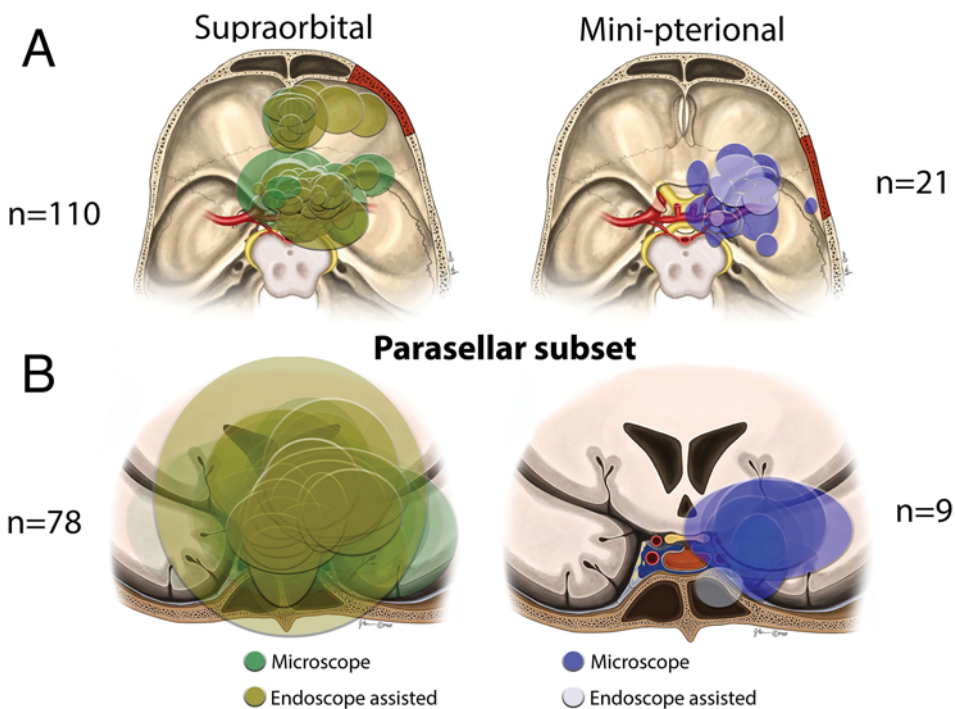 A
Supraorbital
Mini-pterional
n=110
n=21
Parasellar subset
B
n=78
n=9
Microscope
Microscope
Endoscope assisted
Endoscope assisted